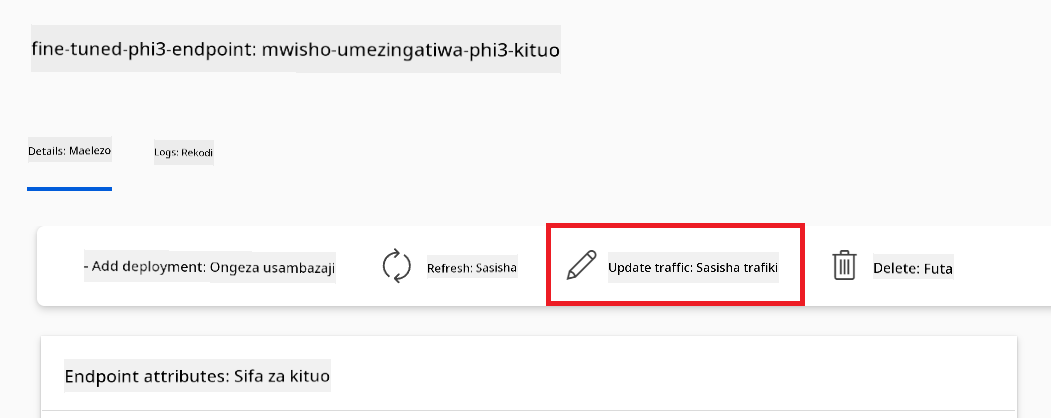 fine-tuned-phi3-endpoint: mwisho-umezingatiwa-phi3-kituo
Details: Maelezo
Logs: Rekodi
- Add deployment: Ongeza usambazaji
Refresh: Sasisha
Update traffic: Sasisha trafiki
Delete: Futa
Endpoint attributes: Sifa za kituo